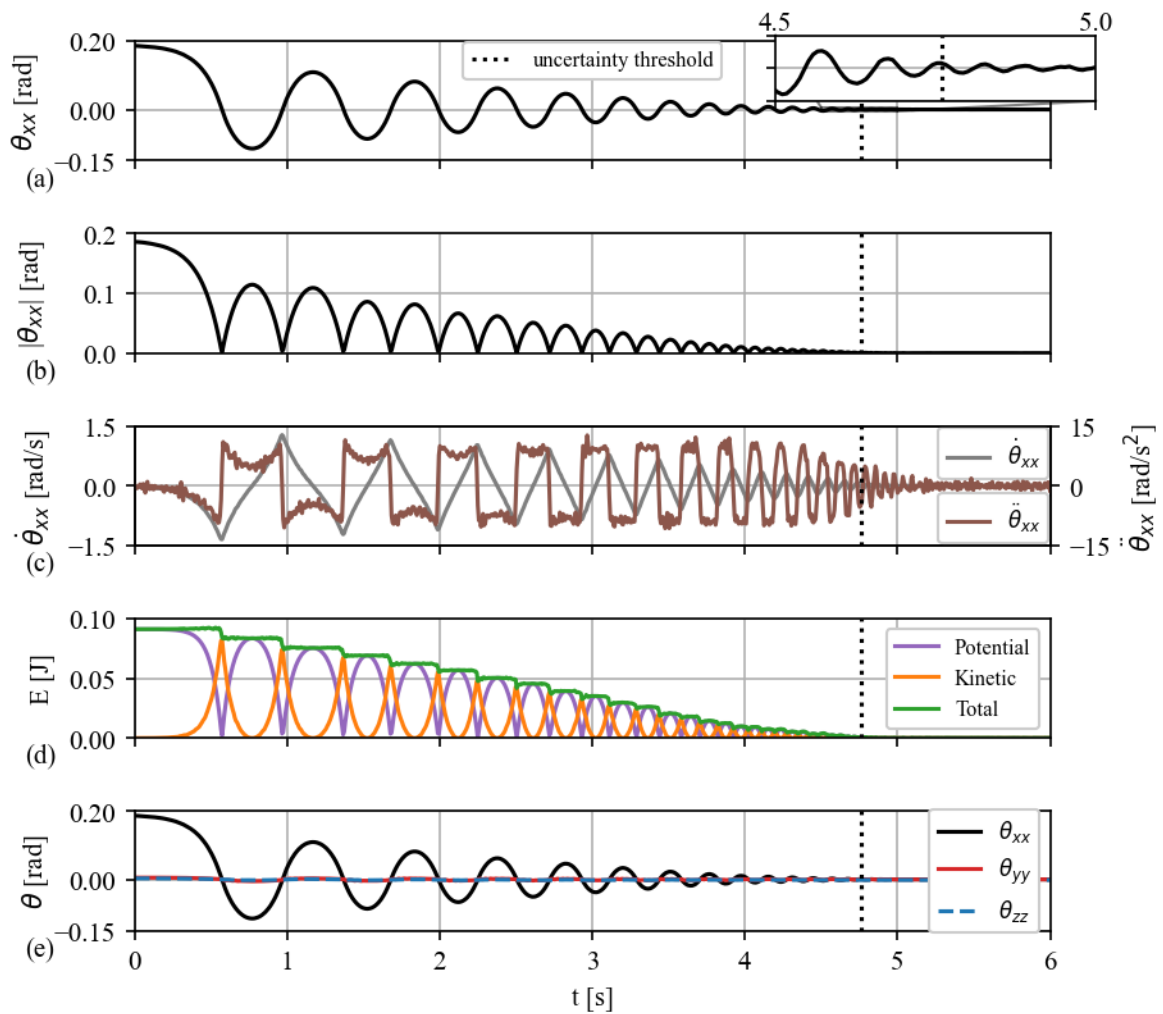 4.5 5.0
0.20
uncertainty threshold
0.00
−0.15
θxx [rad]
(a)
0.2
0.1
0.0
|θxx| [rad]
(b)
1.5 15
0.0 0
−1.5 −15
θ̇xx [rad/s]
θ̈xx [rad/s²]
θ̇xx
θ̈xx
(c)
0.10
0.05
0.00
E [J]
Potential
Kinetic
Total
(d)
0.20
0.00
−0.15
θ [rad]
θxx
θyy
θzz
(e)
0 1 2 3 4 5 6
t [s]